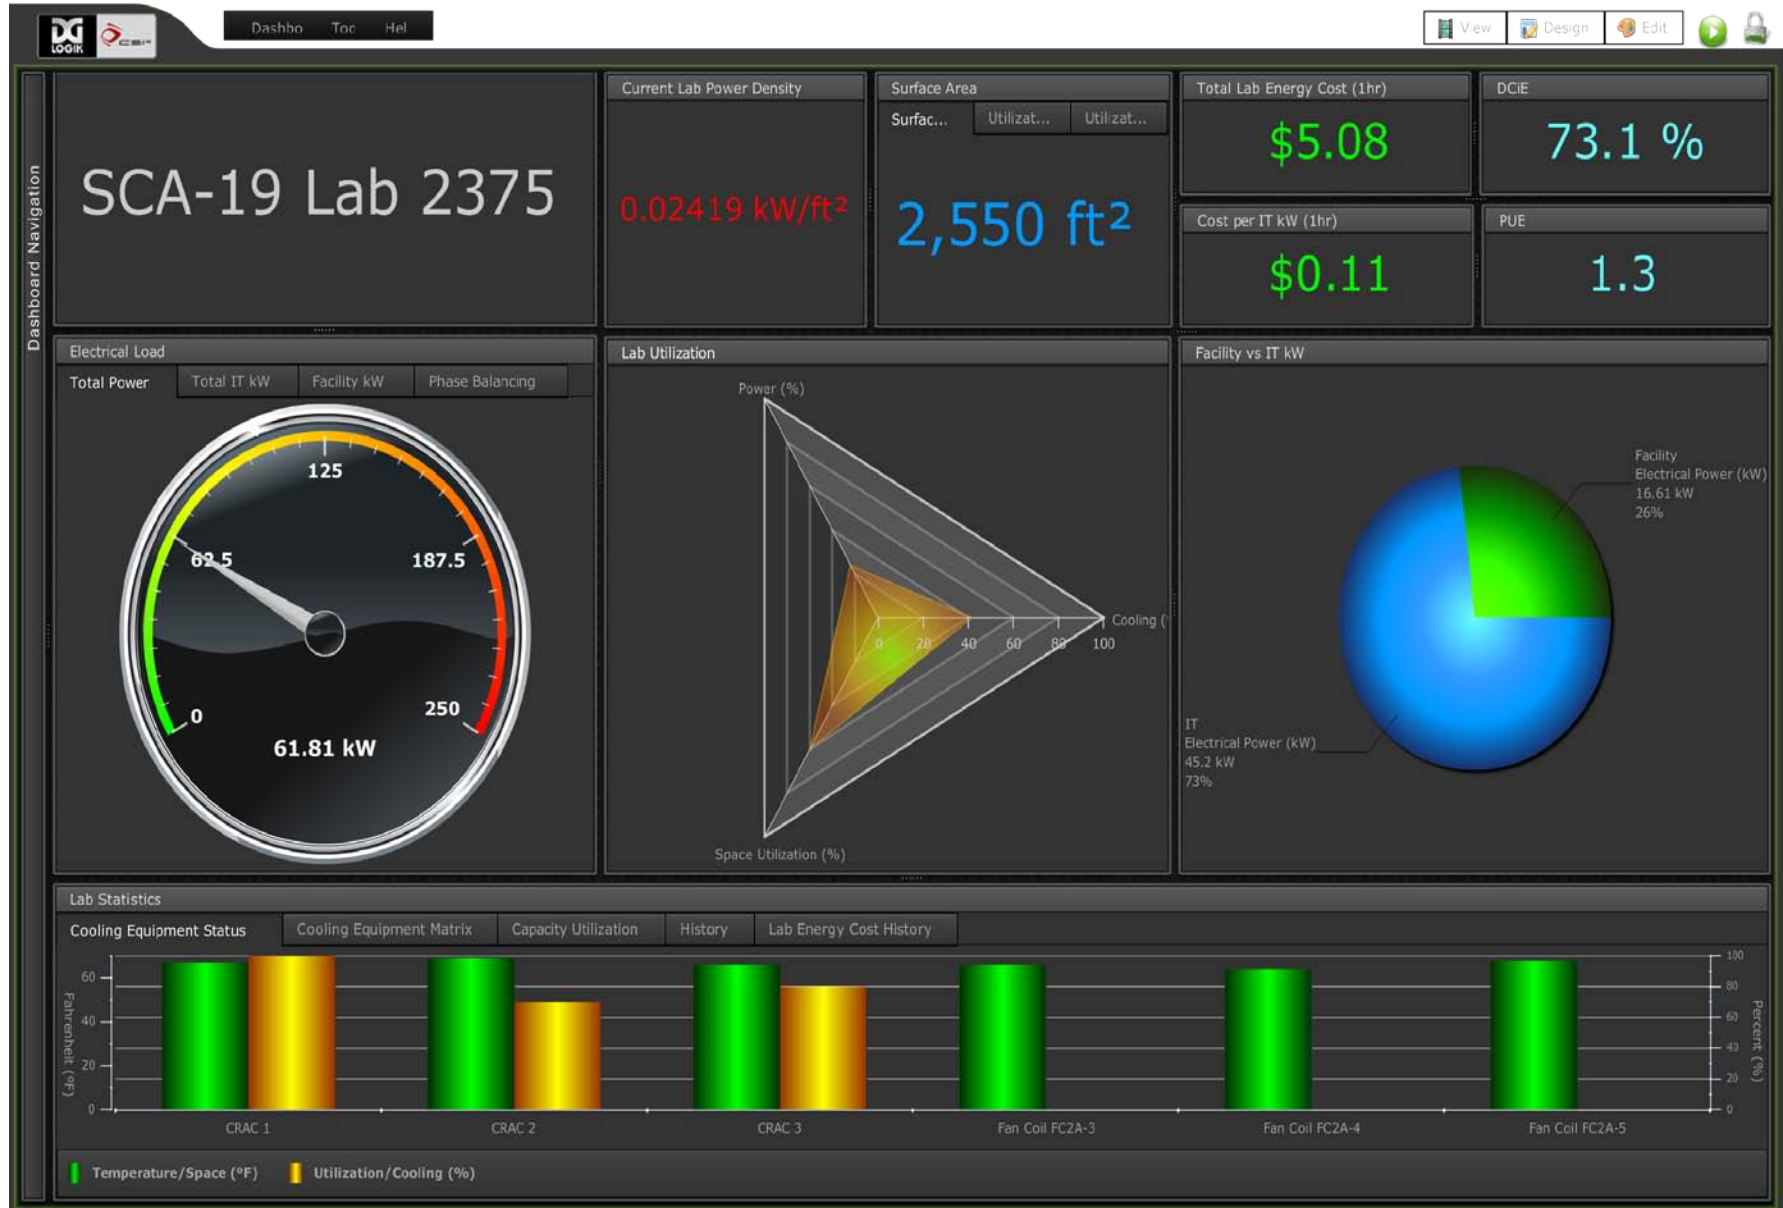 DG
LOGIK
Dashbo Toc Hel
View Design Edit
Dashboard Navigation
SCA-19 Lab 2375
Current Lab Power Density
0.02419 kW/ft²
Surface Area
Surfac... Utilizat... Utilizat...
2,550 ft²
Total Lab Energy Cost (1hr)
$5.08
DCiE
73.1 %
Cost per IT kW (1hr)
$0.11
PUE
1.3
Electrical Load
Total Power Total IT kW Facility kW Phase Balancing
125
62.5 187.5
0 250
61.81 kW
Lab Utilization
Power (%)
Cooling (
0 20 40 60 80 100
Space Utilization (%)
Facility vs IT kW
Facility
Electrical Power (kW)
16.61 kW
26%
IT
Electrical Power (kW)
45.2 kW
73%
Lab Statistics
Cooling Equipment Status Cooling Equipment Matrix Capacity Utilization History Lab Energy Cost History
Fahrenheit (ºF)
60
40
20
0
100
80
60
40
20
0
Percent (%)
CRAC 1 CRAC 2 CRAC 3 Fan Coil FC2A-3 Fan Coil FC2A-4 Fan Coil FC2A-5
Temperature/Space (ºF) Utilization/Cooling (%)